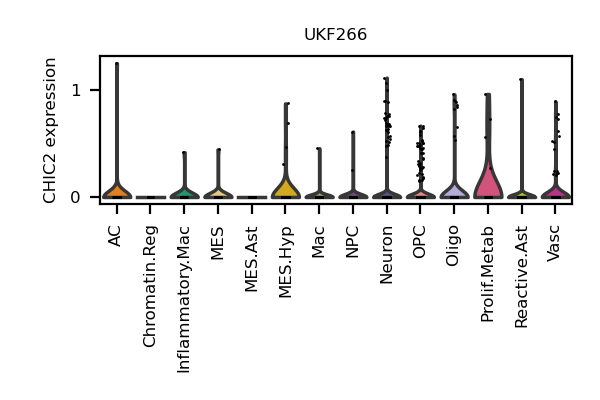 UKF266
CHIC2 expression
1
0
AC
Chromatin.Reg
Inflammatory.Mac
MES
MES.Ast
MES.Hyp
Mac
NPC
Neuron
OPC
Oligo
Prolif.Metab
Reactive.Ast
Vasc